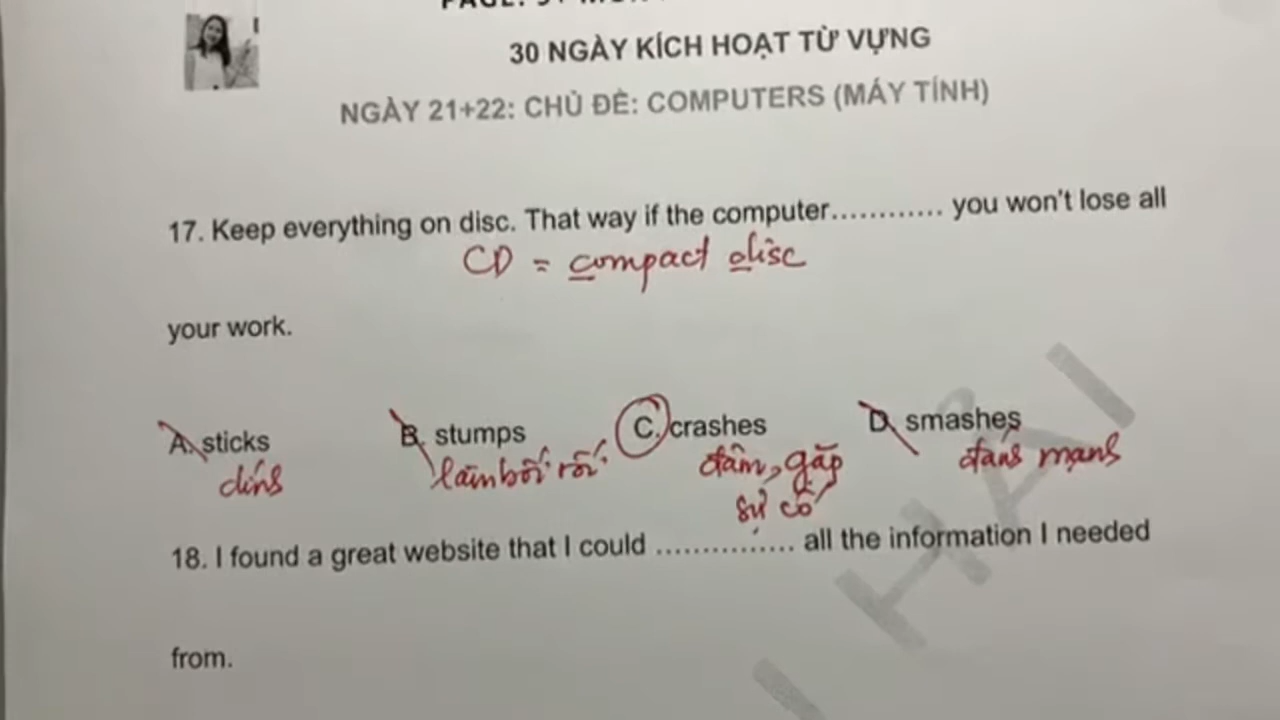 30 NGÀY KÍCH HOẠT TỪ VỰNG
NGÀY 21+22: CHỦ ĐỀ: COMPUTERS (MÁY TÍNH)
17. Keep everything on disc. That way if the computer............ you won't lose all
CD = compact disc
your work.
A. sticks B. stumps C. crashes D. smashes
dính làm bối rối đâm, gặp sự cố đánh mạnh
18. I found a great website that I could ............... all the information I needed
from.
HẢI